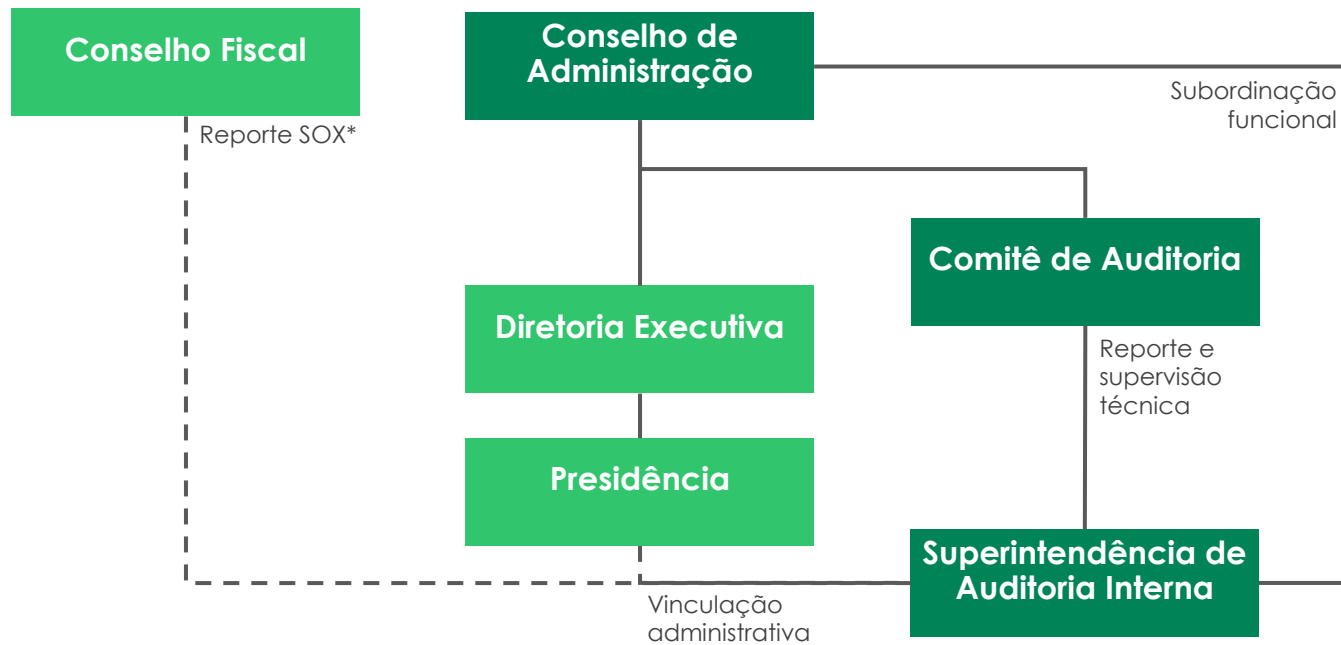 Conselho Fiscal
Reporte SOX*
Conselho de
Administração
Subordinação
funcional
Comitê de Auditoria
Diretoria Executiva
Reporte e
supervisão
técnica
Presidência
Superintendência de
Auditoria Interna
Vinculação
administrativa